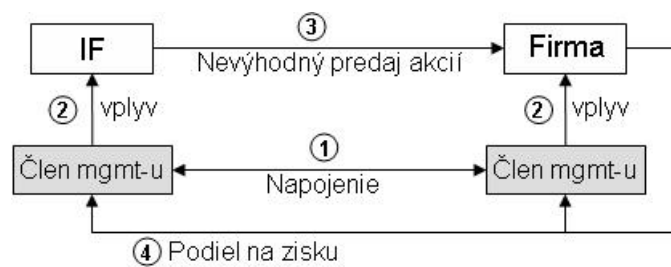 3
IF
Firma
Nevýhodný predaj akcií
2 vplyv
2 vplyv
1
Člen mgmt-u
Člen mgmt-u
Napojenie
4 Podiel na zisku